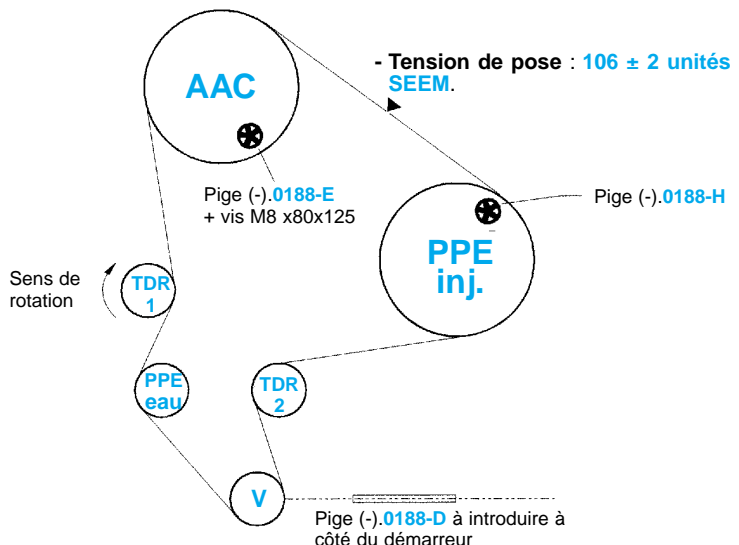 - Tension de pose : 106 ± 2 unités
SEEM.
AAC
Pige (-).0188-E
+ vis M8 x80x125
Pige (-).0188-H
PPE
inj.
Sens de
rotation
TDR
1
PPE
eau
TDR
2
V
Pige (-).0188-D à introduire à
côté du démarreur